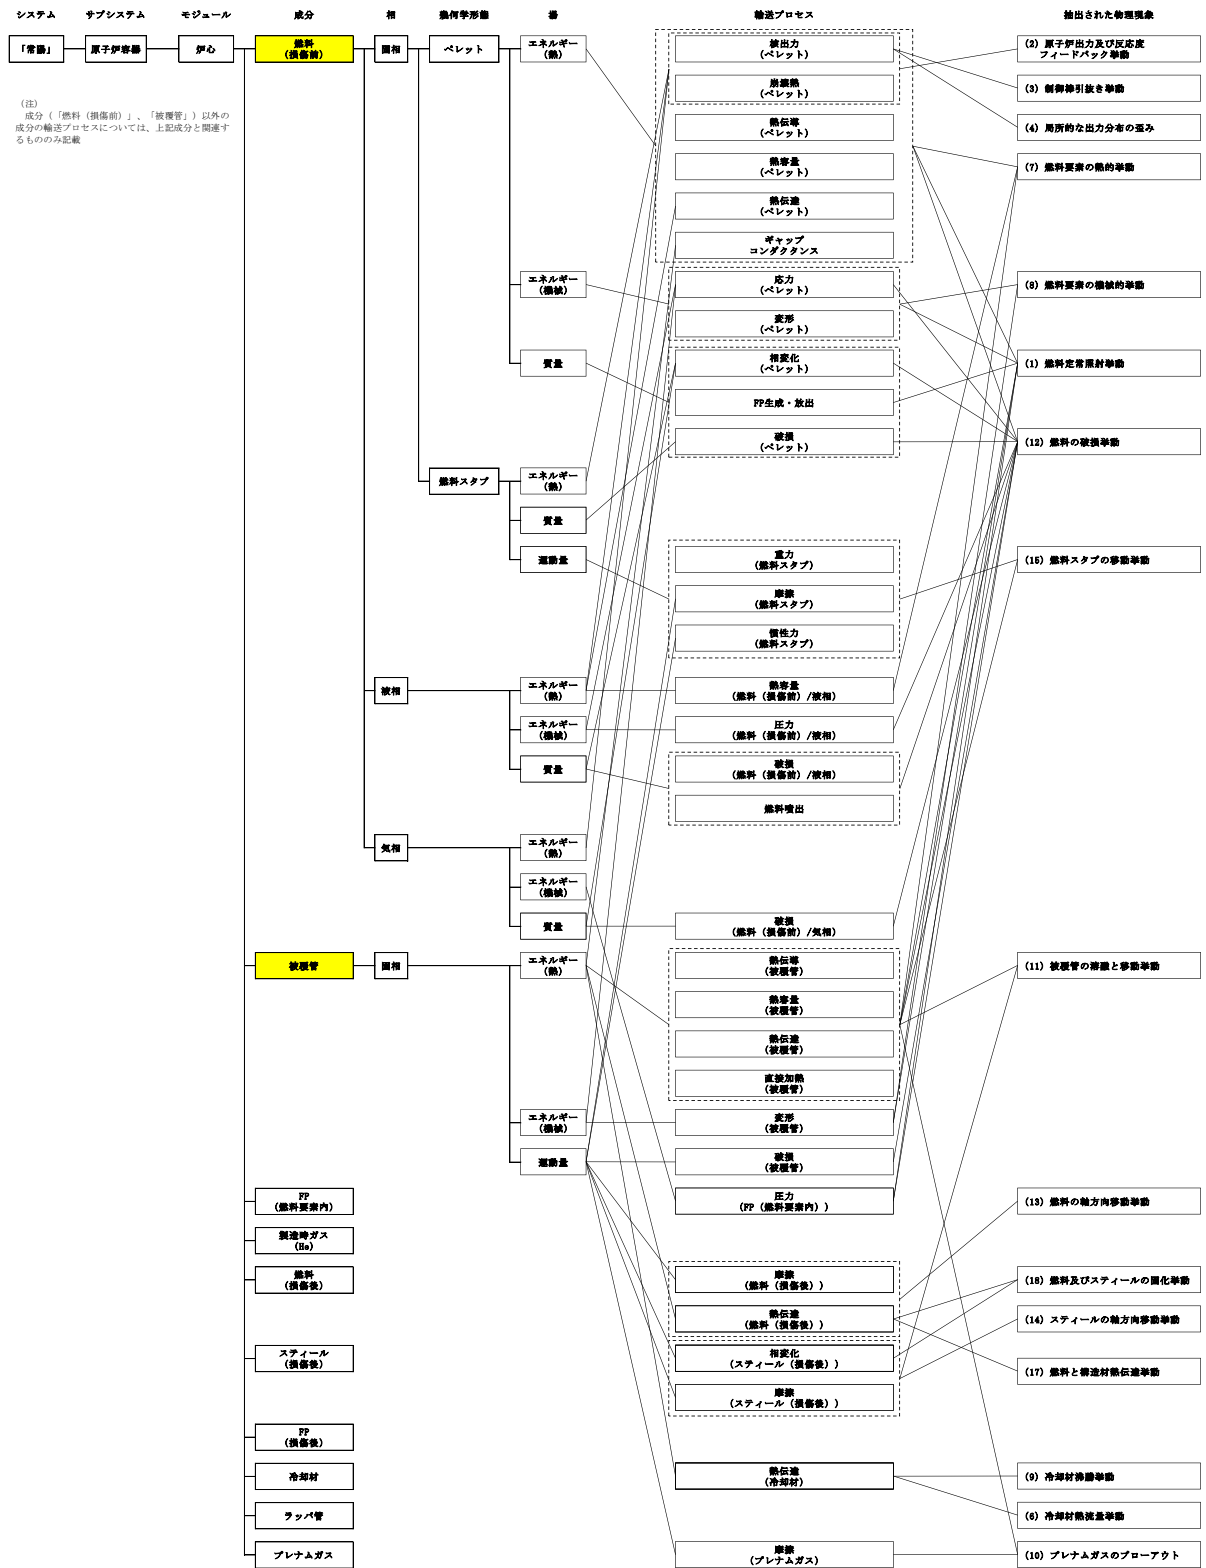 システム サブシステム モジュール 成分 相 幾何学形態 場 輸送プロセス 抽出された物理現象
「常陽」 原子炉容器 炉心
燃料
(損傷前)
固相
ペレット
エネルギー
(熱)
核出力
(ペレット)
(2) 原子炉出力及び反応度
フィードバック挙動
崩壊熱
(ペレット)
(3) 制御棒引抜き挙動
(注)
成分(「燃料(損傷前)」、「被覆管」)以外の
成分の輸送プロセスについては、上記成分と関連す
るもののみ記載
熱伝導
(ペレット)
(4) 局所的な出力分布の歪み
熱容量
(ペレット)
(7) 燃料要素の熱的挙動
熱伝達
(ペレット)
ギャップ
コンダクタンス
エネルギー
(機械)
応力
(ペレット)
(8) 燃料要素の機械的挙動
変形
(ペレット)
質量
相変化
(ペレット)
(1) 燃料定常照射挙動
FP生成・放出
破損
(ペレット)
(12) 燃料の破損挙動
燃料スタブ
エネルギー
(熱)
質量
運動量
重力
(燃料スタブ)
(15) 燃料スタブの移動挙動
摩擦
(燃料スタブ)
慣性力
(燃料スタブ)
液相
エネルギー
(熱)
熱容量
(燃料(損傷前)/液相)
エネルギー
(機械)
圧力
(燃料(損傷前)/液相)
質量
破損
(燃料(損傷前)/液相)
燃料噴出
気相
エネルギー
(熱)
エネルギー
(機械)
質量
破損
(燃料(損傷前)/気相)
被覆管
固相
エネルギー
(熱)
熱伝導
(被覆管)
(11) 被覆管の溶融と移動挙動
熱容量
(被覆管)
熱伝達
(被覆管)
直接加熱
(被覆管)
エネルギー
(機械)
変形
(被覆管)
運動量
破損
(被覆管)
FP
(燃料要素内)
圧力
(FP(燃料要素内))
(13) 燃料の軸方向移動挙動
製造時ガス
(He)
燃料
(損傷後)
摩擦
(燃料(損傷後))
(18) 燃料及びスティールの固化挙動
熱伝達
(燃料(損傷後))
(14) スティールの軸方向移動挙動
スティール
(損傷後)
相変化
(スティール(損傷後))
(17) 燃料と構造材熱伝達挙動
摩擦
(スティール(損傷後))
FP
(損傷後)
冷却材
熱伝達
(冷却材)
(9) 冷却材沸騰挙動
ラッパ管
(6) 冷却材熱流量挙動
プレナムガス
摩擦
(プレナムガス)
(10) プレナムガスのブローアウト